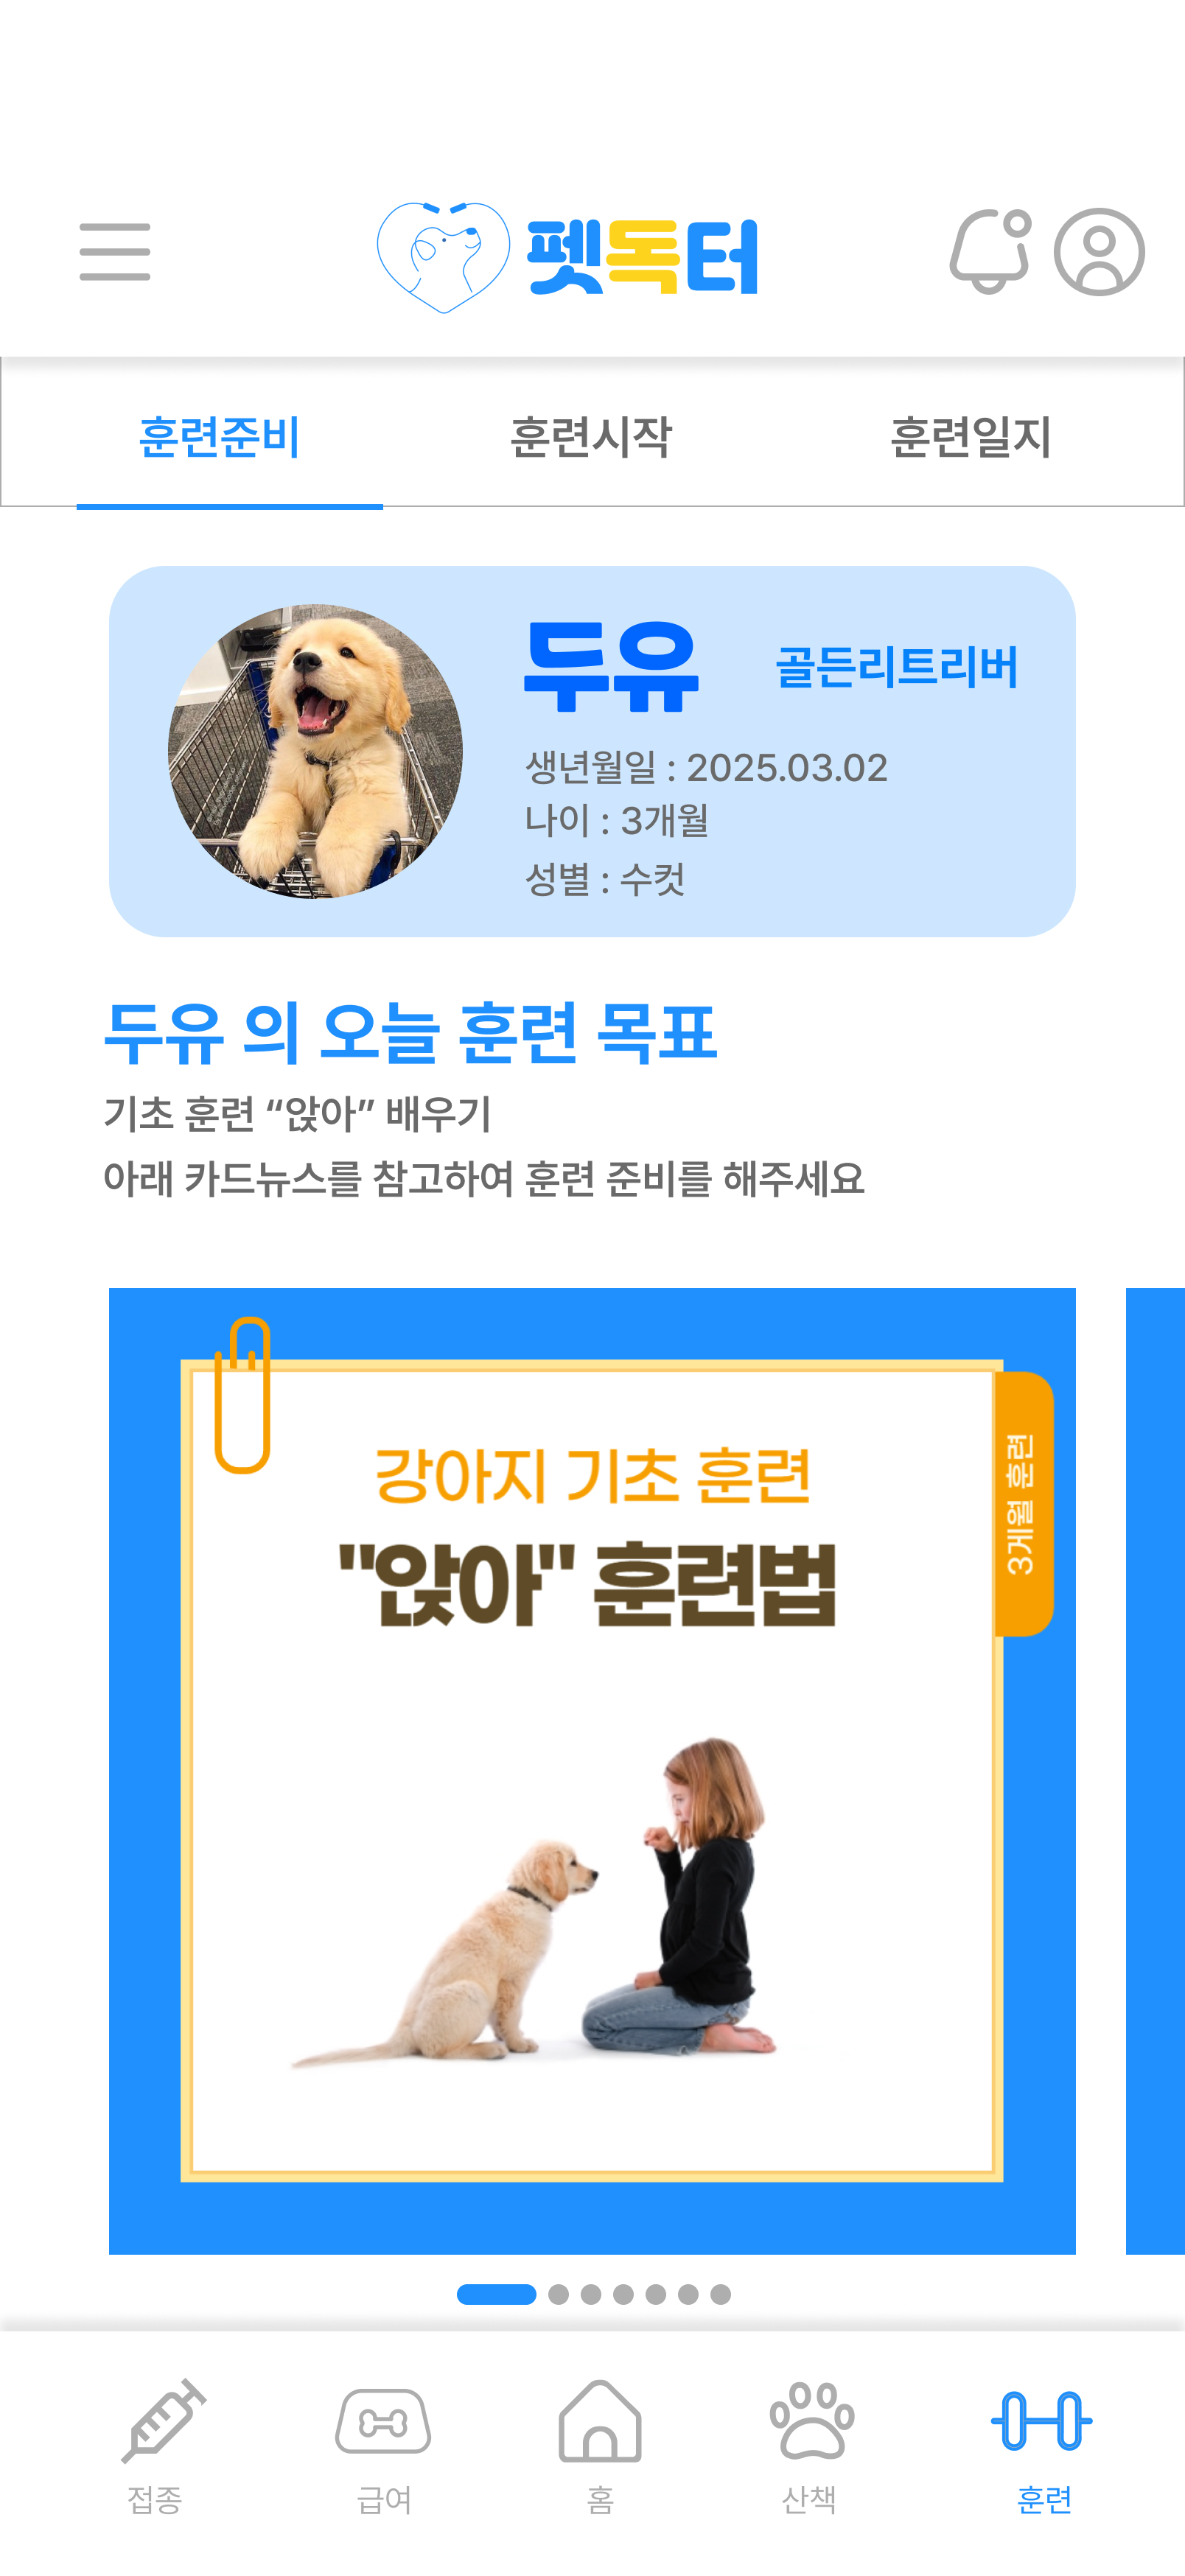 펫독터
훈련준비 훈련시작 훈련일지
두유 골든리트리버
생년월일 : 2025.03.02
나이 : 3개월
성별 : 수컷
두유 의 오늘 훈련 목표
기초 훈련 “앉아” 배우기
아래 카드뉴스를 참고하여 훈련 준비를 해주세요
강아지 기초 훈련
"앉아" 훈련법
3개월 훈련
접종 급여 홈 산책 훈련